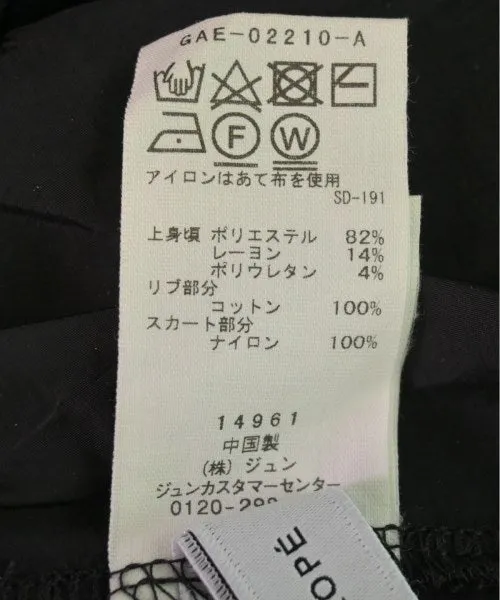 GAE-02210-A
F W
アイロンはあて布を使用
SD-191
上身頃 ポリエステル 82%
レーヨン 14%
ポリウレタン 4%
リブ部分
コットン 100%
スカート部分
ナイロン 100%
14961
中国製
(株) ジュン
ジュンカスタマーセンター
0120-298
OPÉ